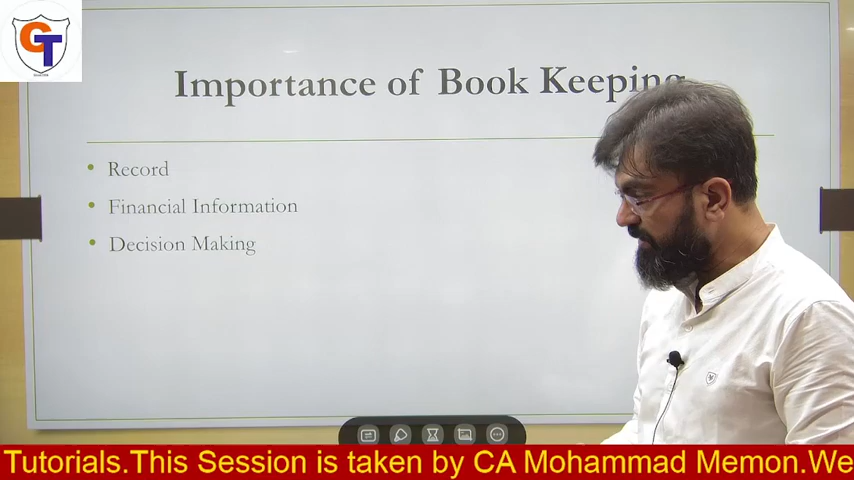 GT
Importance of Book Keeping
• Record
• Financial Information
• Decision Making
Tutorials.This Session is taken by CA Mohammad Memon.We